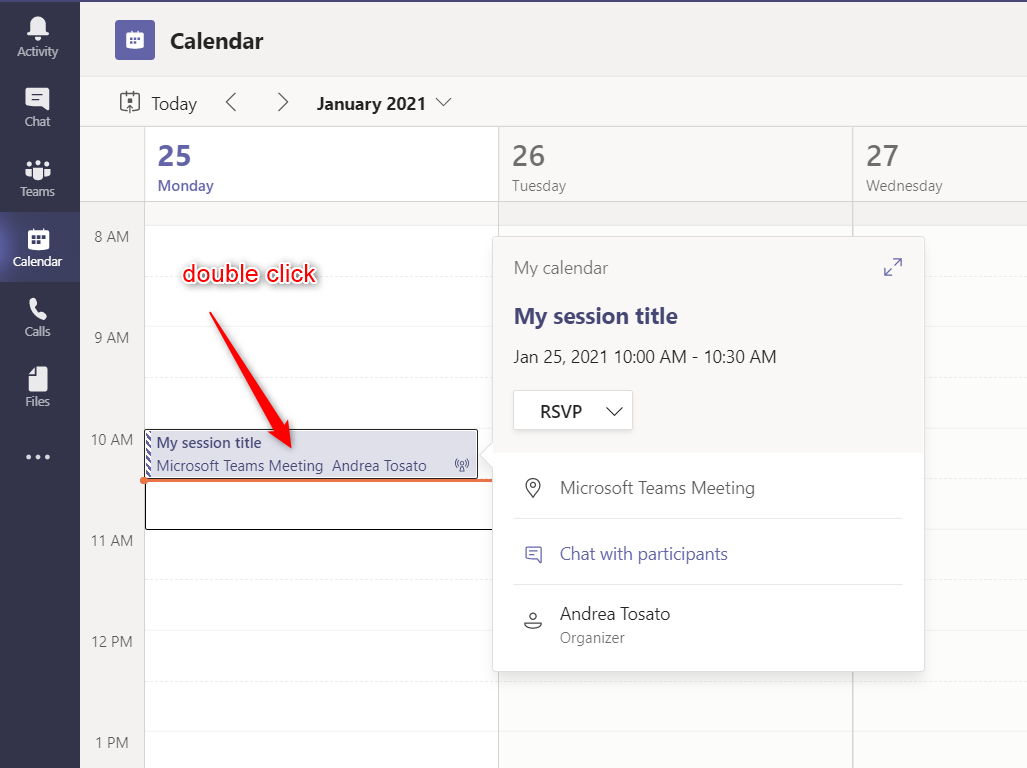 Activity
Chat
Teams
Calendar
Calls
Files
Calendar
Today
January 2021
25
Monday
26
Tuesday
27
Wednesday
8 AM
9 AM
10 AM
11 AM
12 PM
1 PM
double click
My session title
Microsoft Teams Meeting Andrea Tosato
My calendar
My session title
Jan 25, 2021 10:00 AM - 10:30 AM
RSVP
Microsoft Teams Meeting
Chat with participants
Andrea Tosato
Organizer